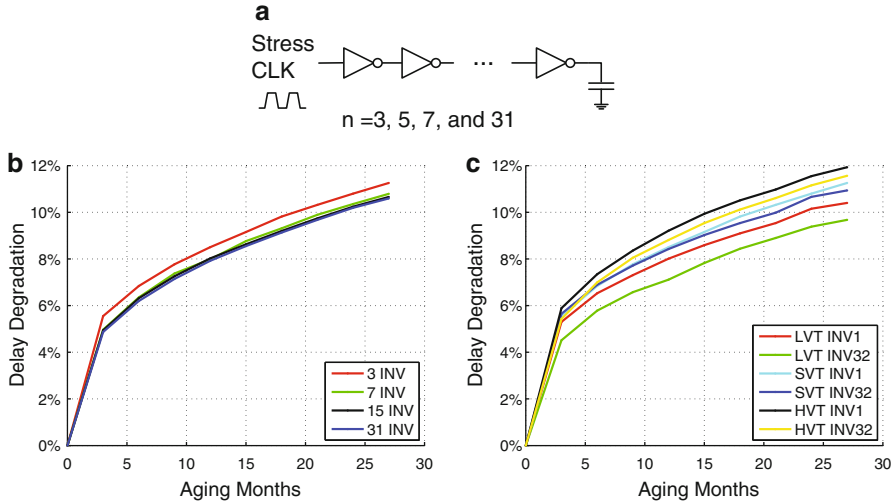 a
Stress
CLK
...
n =3, 5, 7, and 31
b
12%
10%
8%
6%
4%
2%
0%
0
5
10
15
20
25
30
Delay Degradation
Aging Months
3 INV
7 INV
15 INV
31 INV
c
12%
10%
8%
6%
4%
2%
0%
0
5
10
15
20
25
30
Delay Degradation
Aging Months
LVT INV1
LVT INV32
SVT INV1
SVT INV32
HVT INV1
HVT INV32